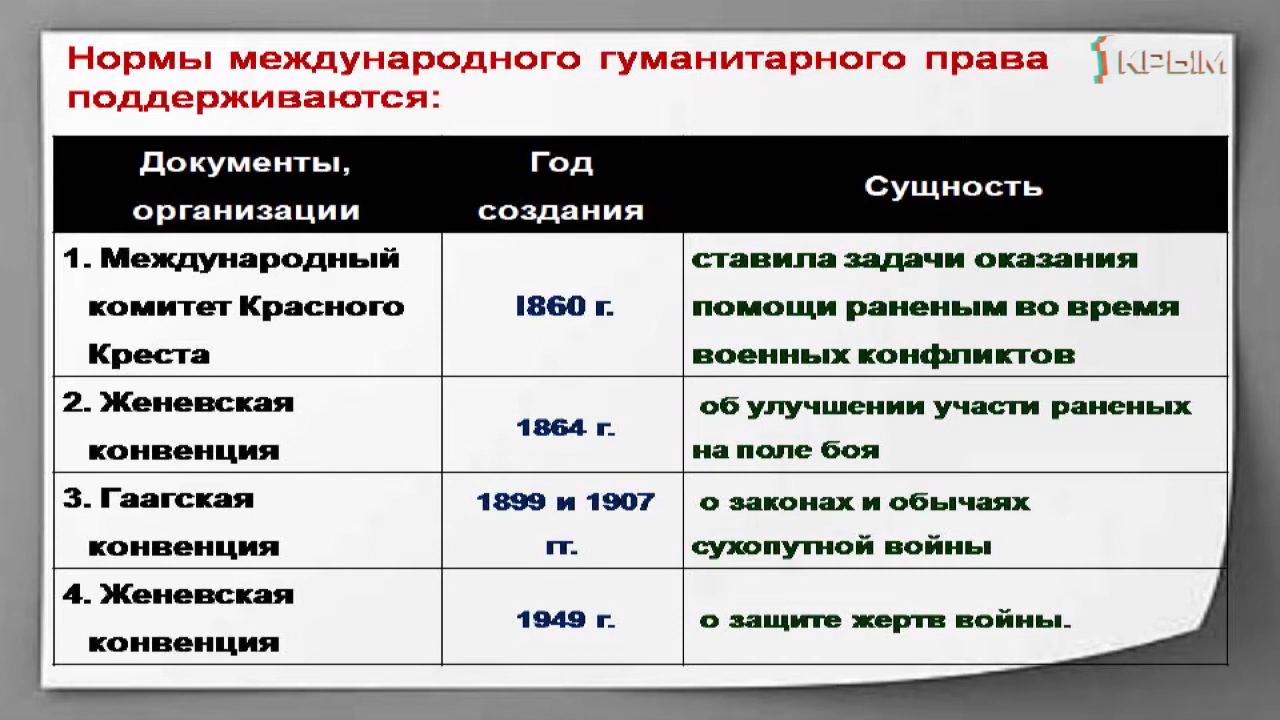 Нормы международного гуманитарного права
поддерживаются:
1 КРЫМ
Документы,
организации
Год
создания
Сущность
1. Международный
комитет Красного
Креста
I860 г.
ставила задачи оказания
помощи раненым во время
военных конфликтов
2. Женевская
конвенция
1864 г.
об улучшении участи раненых
на поле боя
3. Гаагская
конвенция
1899 и 1907
гг.
о законах и обычаях
сухопутной войны
4. Женевская
конвенция
1949 г.
о защите жертв войны.